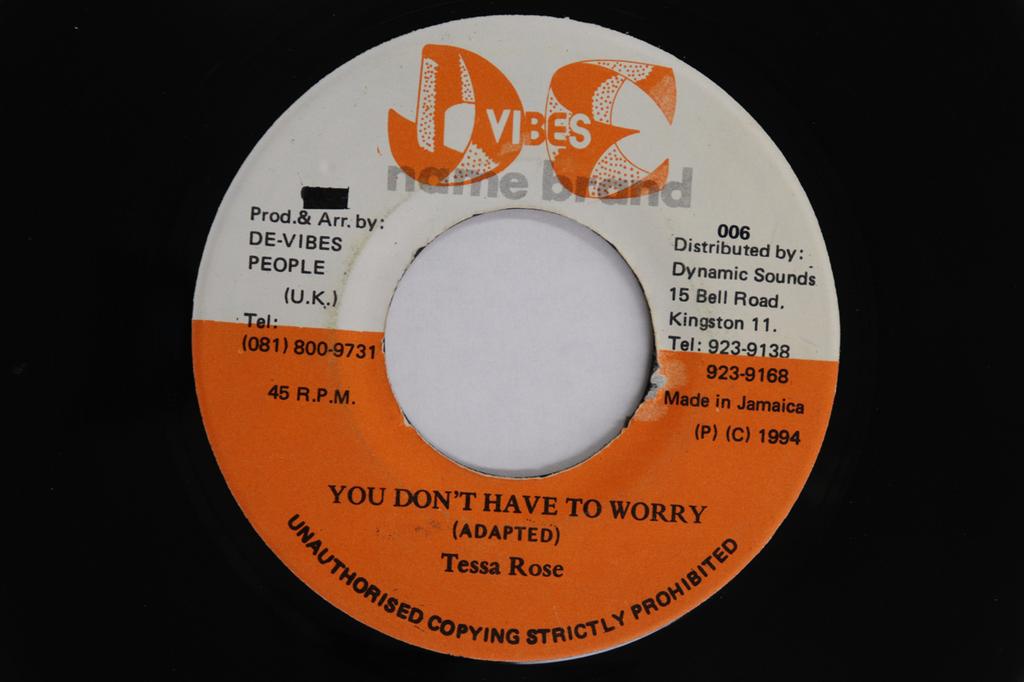 DE
VIBES
name brand
Prod.& Arr. by:
DE-VIBES
PEOPLE
(U.K.)
Tel:
(081) 800-9731
45 R.P.M.
006
Distributed by:
Dynamic Sounds
15 Bell Road,
Kingston 11.
Tel: 923-9138
923-9168
Made in Jamaica
(P) (C) 1994
YOU DON'T HAVE TO WORRY
(ADAPTED)
Tessa Rose
UNAUTHORISED COPYING STRICTLY PROHIBITED